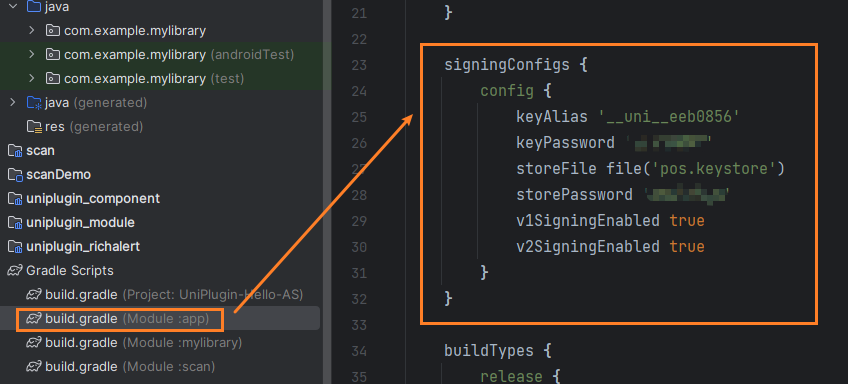 java
com.example.mylibrary
com.example.mylibrary (androidTest)
com.example.mylibrary (test)
java (generated)
res (generated)
scan
scanDemo
uniplugin_component
uniplugin_module
uniplugin_richalert
Gradle Scripts
build.gradle (Project: UniPlugin-Hello-AS)
build.gradle (Module :app)
build.gradle (Module :mylibrary)
build.gradle (Module :scan)
21 }
22
23 signingConfigs {
24 config {
25 keyAlias '__uni__eeb0856'
26 keyPassword ' '
27 storeFile file('pos.keystore')
28 storePassword ' '
29 v1SigningEnabled true
30 v2SigningEnabled true
31 }
32 }
33
34 buildTypes {
35 release {